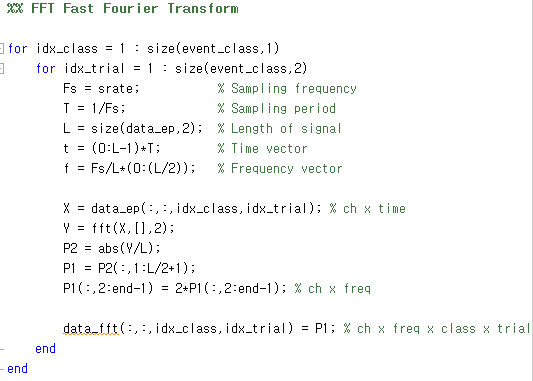 %% FFT Fast Fourier Transform
for idx_class = 1 : size(event_class,1)
for idx_trial = 1 : size(event_class,2)
Fs = srate; % Sampling frequency
T = 1/Fs; % Sampling period
L = size(data_ep,2); % Length of signal
t = (0:L-1)*T; % Time vector
f = Fs/L*(0:(L/2)); % Frequency vector
X = data_ep(:,:,idx_class,idx_trial); % ch x time
Y = fft(X,[],2);
P2 = abs(Y/L);
P1 = P2(:,1:L/2+1);
P1(:,2:end-1) = 2*P1(:,2:end-1); % ch x freq
data_fft(:,:,idx_class,idx_trial) = P1; % ch x freq x class x trial
end
end